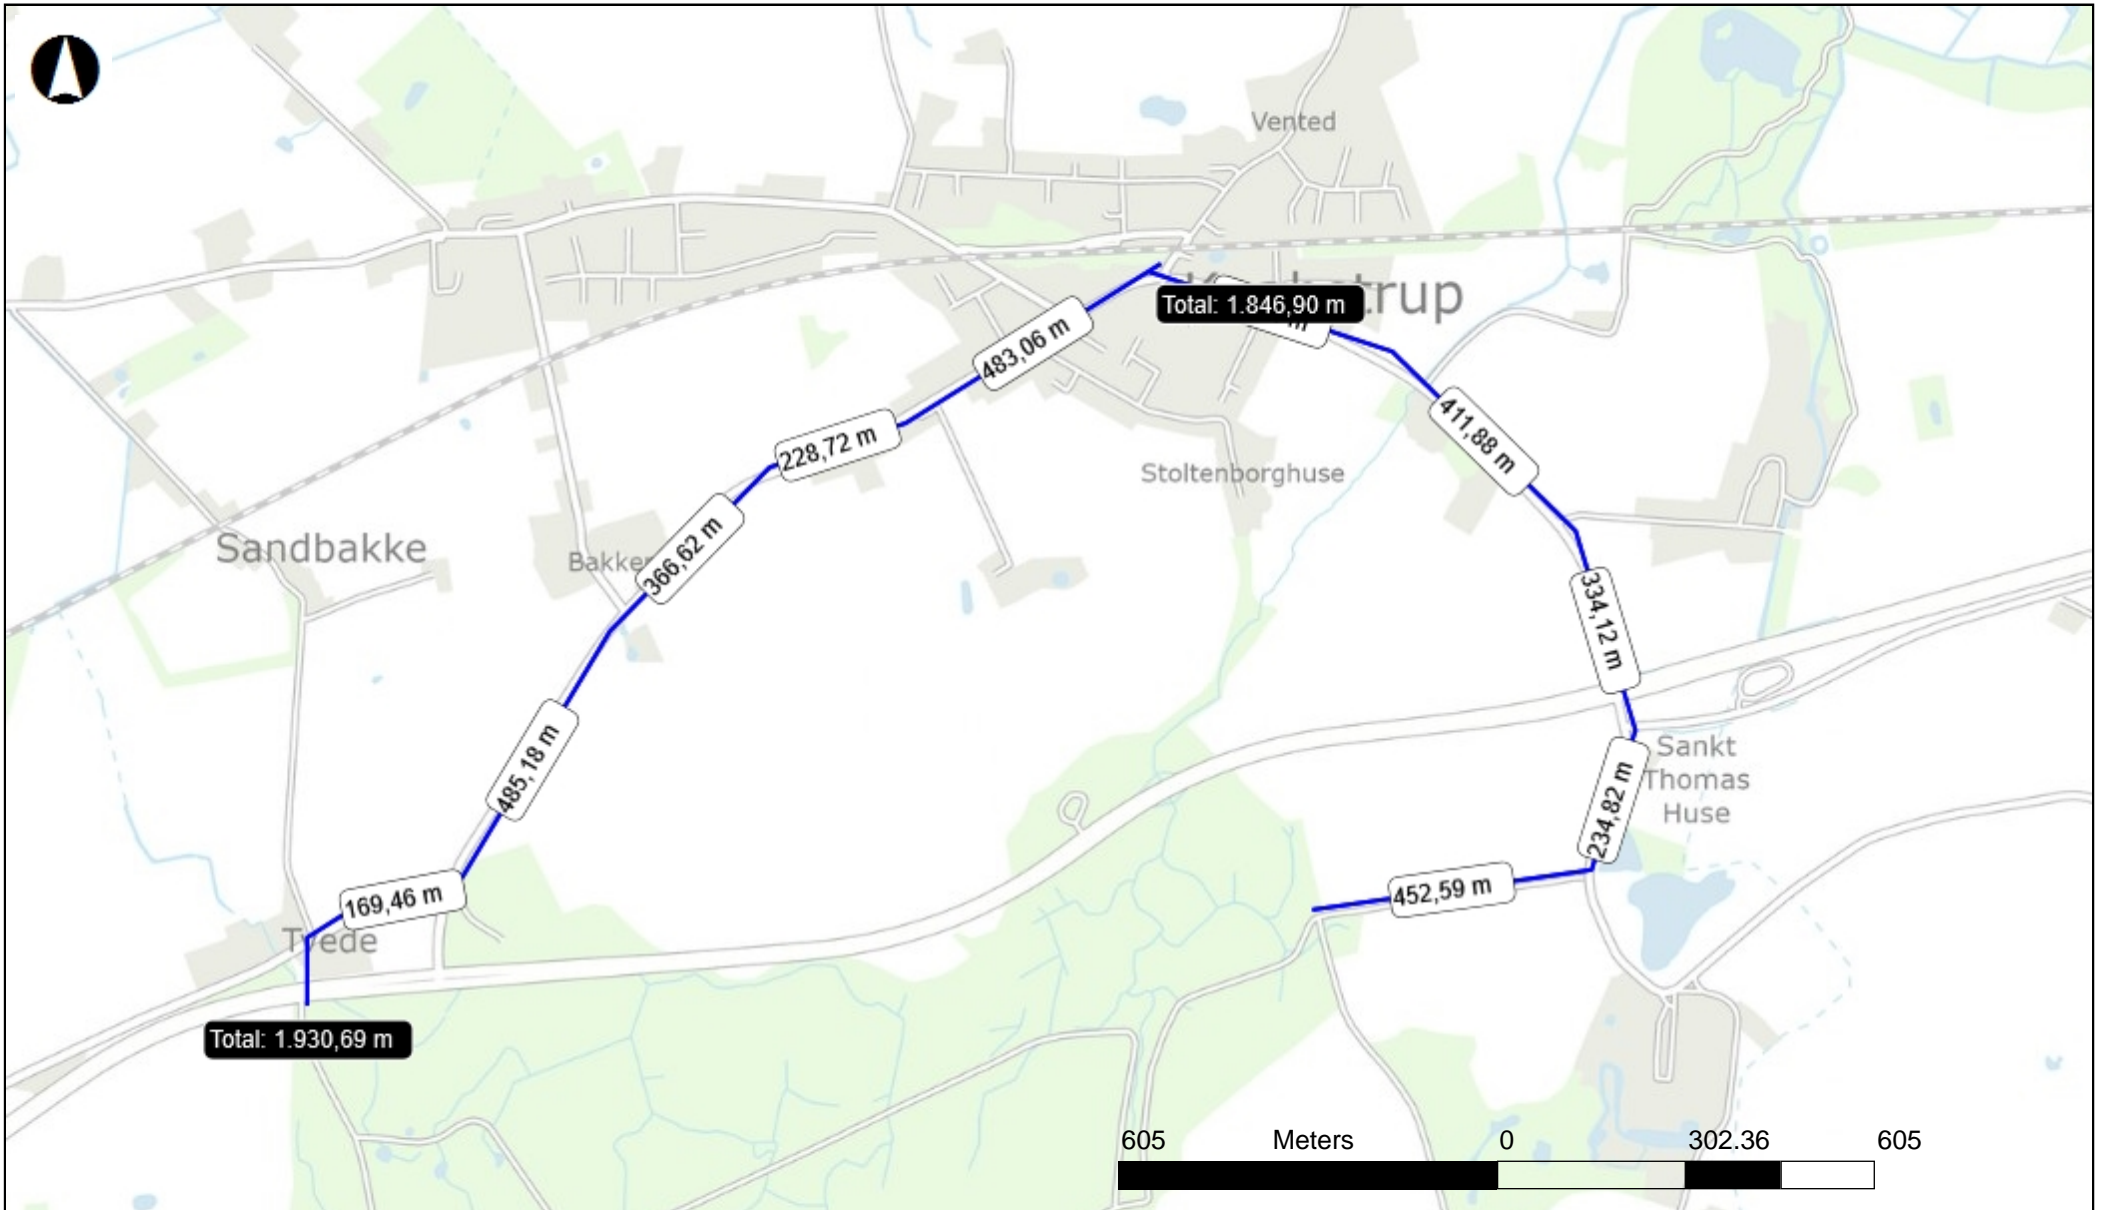 Vented
Total: 1.846,90 m
483,06 m
411,88 m
228,72 m
Stoltenborghuse
Sandbakke
366,62 m
334,12 m
485,18 m
Sankt
Thomas
Huse
234,82 m
169,46 m
452,59 m
Tvede
Total: 1.930,69 m
605 Meters 0 302.36 605